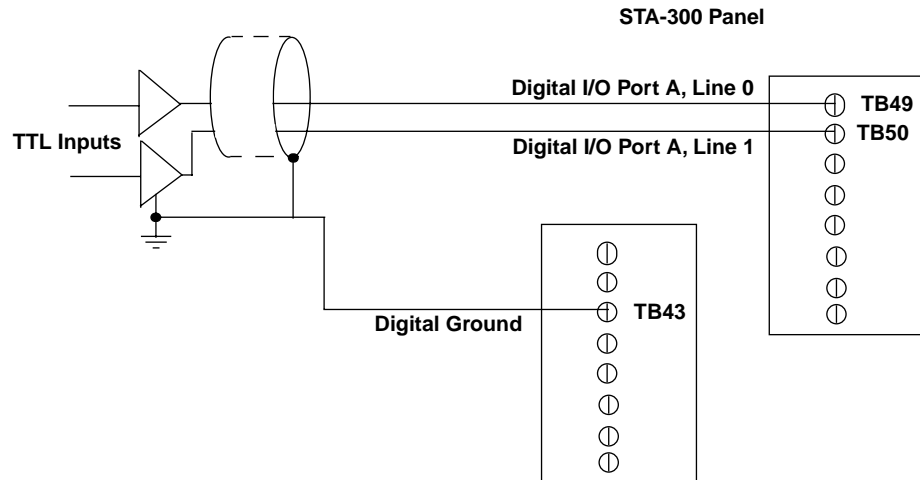 STA-300 Panel
Digital I/O Port A, Line 0
TB49
TTL Inputs
TB50
Digital I/O Port A, Line 1
TB43
Digital Ground